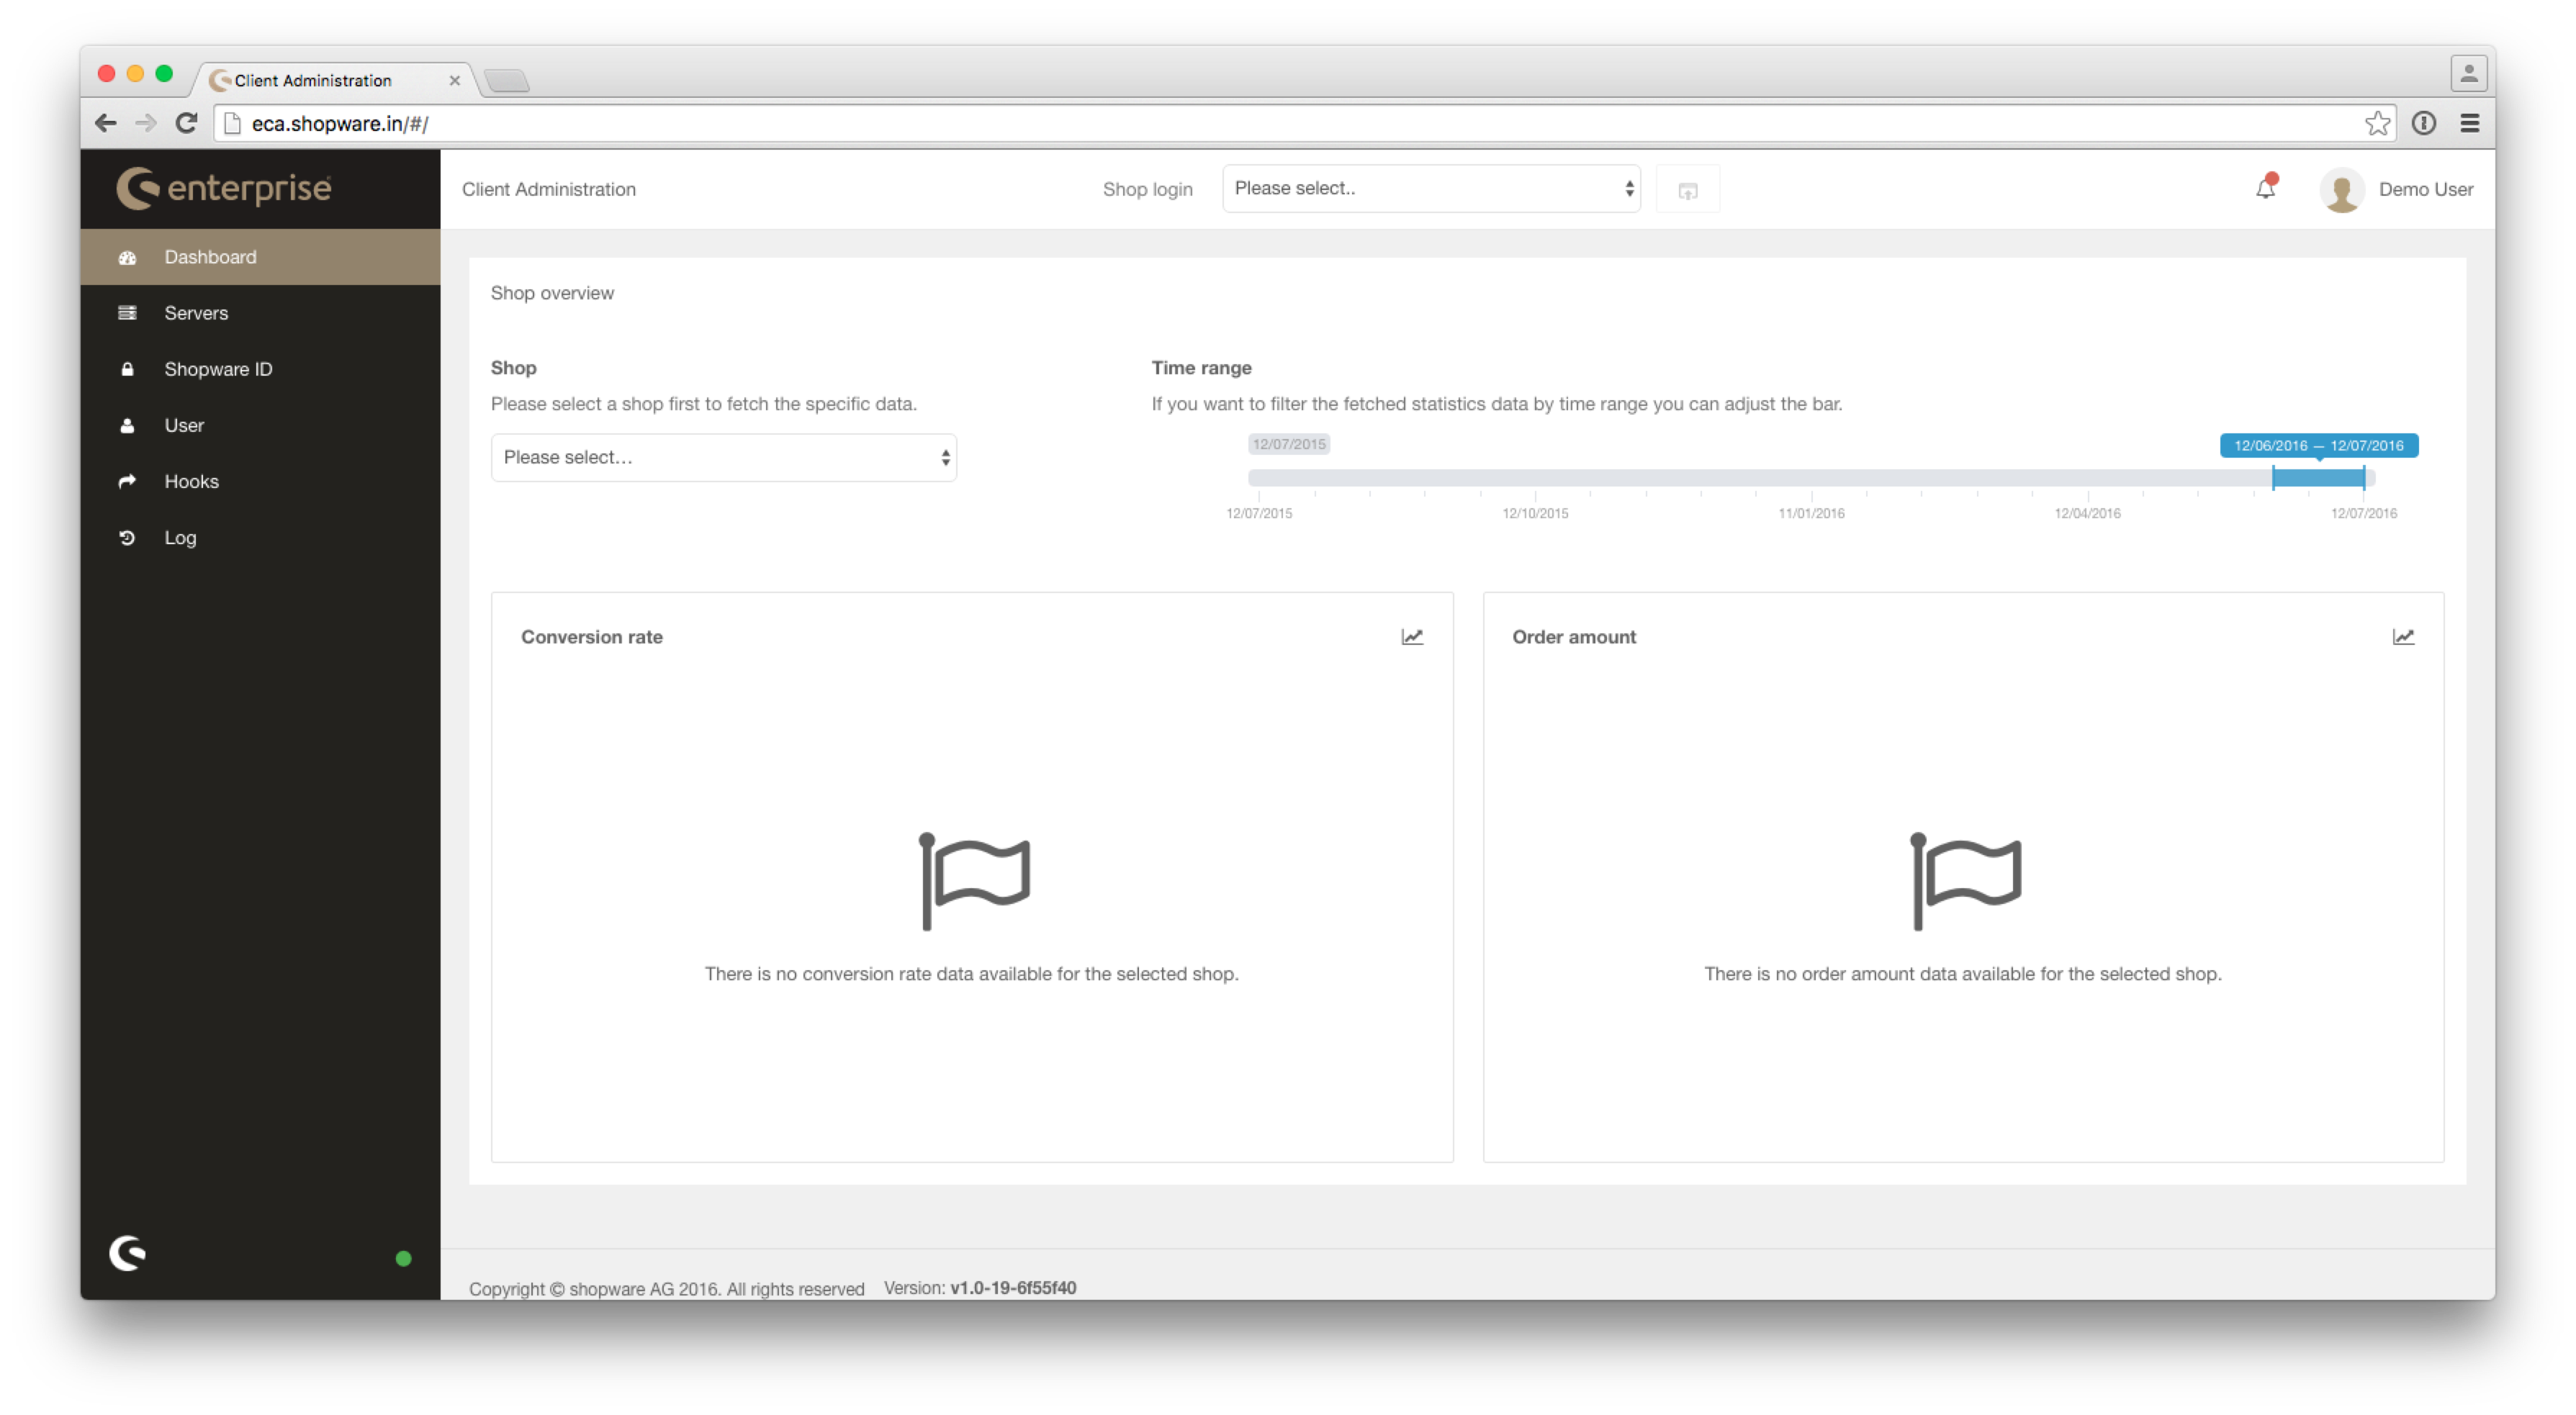 Client Administration
eca.shopware.in/#/
enterprise
Client Administration
Shop login
Please select..
Demo User
Dashboard
Servers
Shopware ID
User
Hooks
Log
Shop overview
Shop
Please select a shop first to fetch the specific data.
Please select...
Time range
If you want to filter the fetched statistics data by time range you can adjust the bar.
12/07/2015
12/06/2016 — 12/07/2016
12/07/2015
12/10/2015
11/01/2016
12/04/2016
12/07/2016
Conversion rate
There is no conversion rate data available for the selected shop.
Order amount
There is no order amount data available for the selected shop.
Copyright © shopware AG 2016. All rights reserved Version: v1.0-19-6f55f40